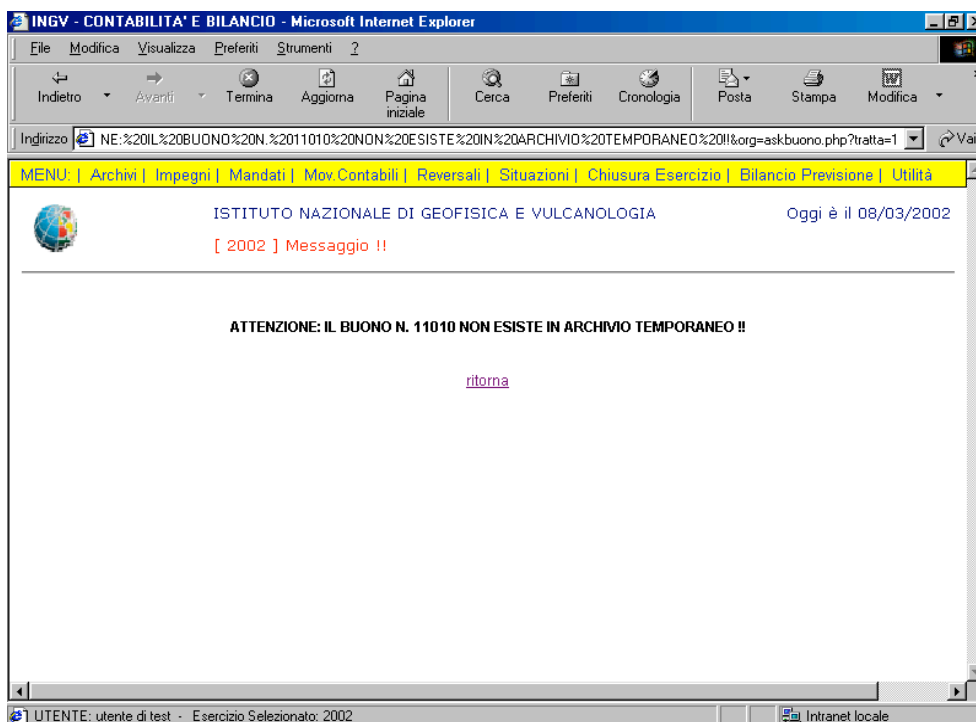 INGV - CONTABILITA' E BILANCIO - Microsoft Internet Explorer
File Modifica Visualizza Preferiti Strumenti ?
Indietro Avanti Termina Aggiorna Pagina iniziale Cerca Preferiti Cronologia Posta Stampa Modifica
Indirizzo NE:%20IL%20BUONO%20N.%2011010%20NON%20ESISTE%20IN%20ARCHIVIO%20TEMPORANEO%20!!&org=askbuono.php?tratta=1 Vai
MENU: | Archivi | Impegni | Mandati | Mov.Contabili | Reversali | Situazioni | Chiusura Esercizio | Bilancio Previsione | Utilità
ISTITUTO NAZIONALE DI GEOFISICA E VULCANOLOGIA Oggi è il 08/03/2002
[ 2002 ] Messaggio !!
ATTENZIONE: IL BUONO N. 11010 NON ESISTE IN ARCHIVIO TEMPORANEO !!
ritorna
UTENTE: utente di test - Esercizio Selezionato: 2002 Intranet locale